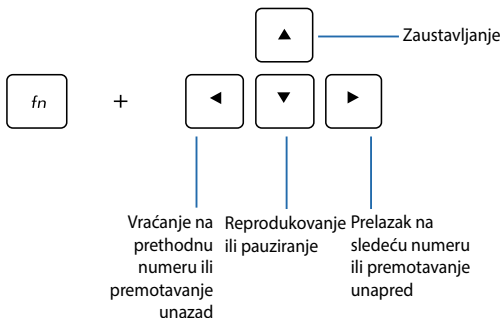 Zaustavljanje
fn +
Vraćanje na
prethodnu
numeru ili
premotavanje
unazad
Reprodukovanje
ili pauziranje
Prelazak na
sledeću numeru
ili premotavanje
unapred